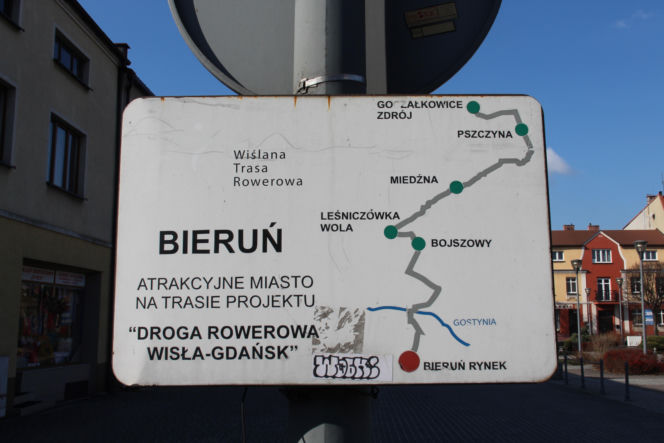 Wiślana
Trasa
Rowerowa
BIERUŃ
ATRAKCYJNE MIASTO
NA TRASIE PROJEKTU
“DROGA ROWEROWA
WISŁA-GDAŃSK”
GOCZAŁKOWICE
ZDRÓJ
PSZCZYNA
MIEDŹNA
LEŚNICZÓWKA
WOLA
BOJSZOWY
GOSTYNIA
BIERUŃ RYNEK